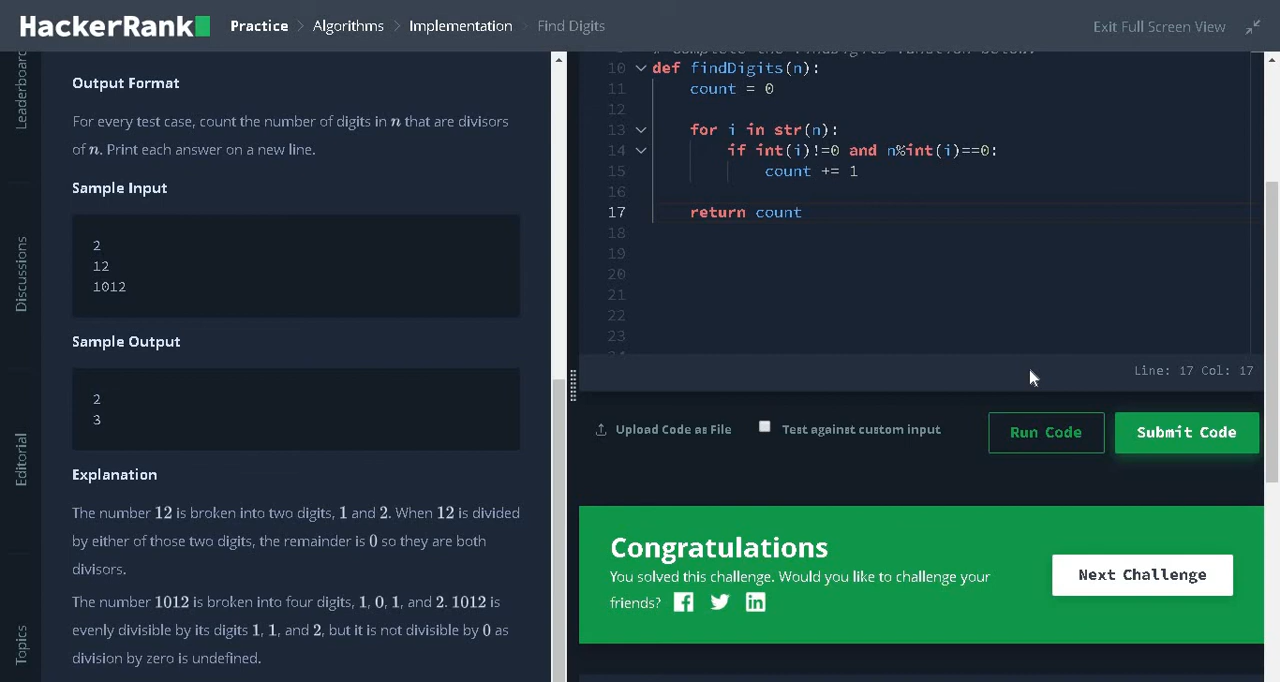 HackerRank
Practice > Algorithms > Implementation > Find Digits
Exit Full Screen View
Leaderboard
Discussions
Editorial
Topics
Output Format
For every test case, count the number of digits in n that are divisors
of n. Print each answer on a new line.
Sample Input
2
12
1012
Sample Output
2
3
Explanation
The number 12 is broken into two digits, 1 and 2. When 12 is divided
by either of those two digits, the remainder is 0 so they are both
divisors.
The number 1012 is broken into four digits, 1, 0, 1, and 2. 1012 is
evenly divisible by its digits 1, 1, and 2, but it is not divisible by 0 as
division by zero is undefined.
# Complete the findDigits function below.
10 def findDigits(n):
11 count = 0
12
13 for i in str(n):
14 if int(i)!=0 and n%int(i)==0:
15 count += 1
16
17 return count
18
19
20
21
22
23
24
Line: 17 Col: 17
Upload Code as File
Test against custom input
Run Code
Submit Code
Congratulations
You solved this challenge. Would you like to challenge your
friends?
Next Challenge